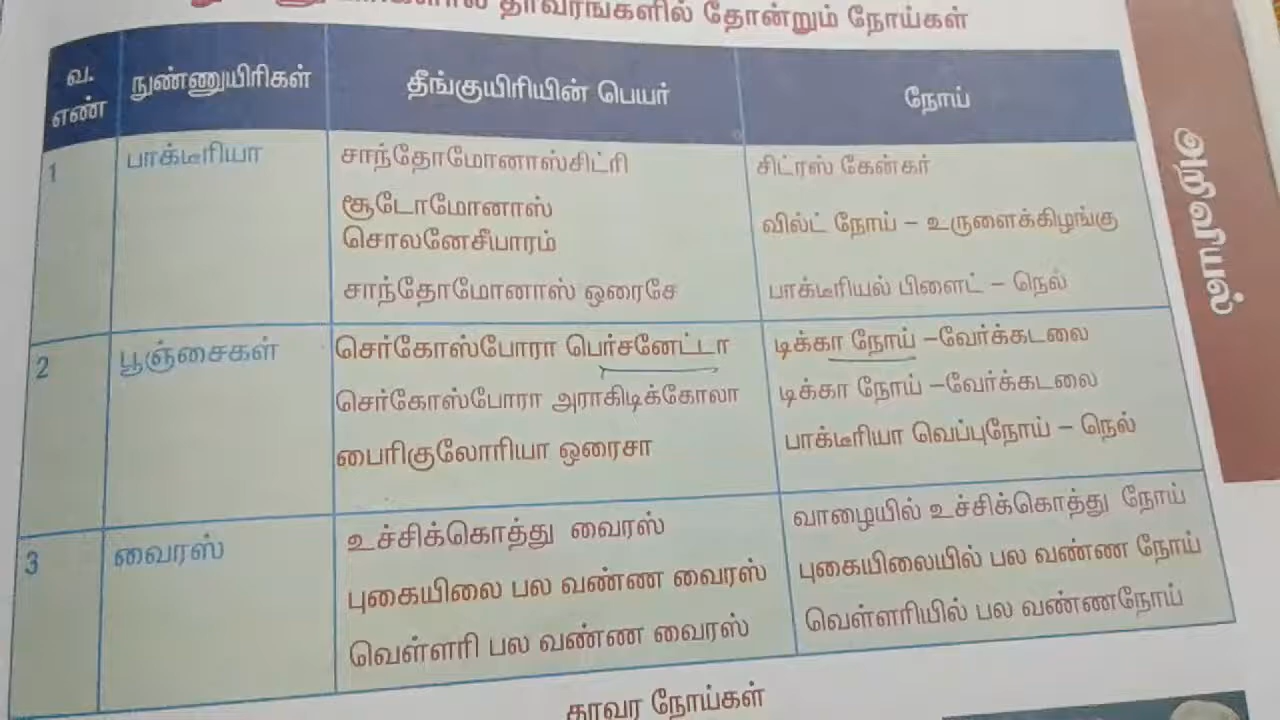 தாவரங்களில் தோன்றும் நோய்கள்
வ. எண் நுண்ணுயிரிகள் தீங்குயிரியின் பெயர் நோய்
1 பாக்டீரியா சாந்தோமோனாஸ்சிட்ரி சிட்ரஸ் கேன்கர்
சூடோமோனாஸ்
சொலனேசீயாரம் வில்ட் நோய் – உருளைக்கிழங்கு
சாந்தோமோனாஸ் ஒரைசே பாக்டீரியல் பிளைட் – நெல்
2 பூஞ்சைகள் செர்கோஸ்போரா பெர்சனேட்டா டிக்கா நோய் –வேர்க்கடலை
செர்கோஸ்போரா அராகிடிக்கோலா டிக்கா நோய் –வேர்க்கடலை
பைரிகுலோரியா ஒரைசா பாக்டீரியா வெப்புநோய் – நெல்
3 வைரஸ் உச்சிக்கொத்து வைரஸ் வாழையில் உச்சிக்கொத்து நோய்
புகையிலை பல வண்ண வைரஸ் புகையிலையில் பல வண்ண நோய்
வெள்ளரி பல வண்ண வைரஸ் வெள்ளரியில் பல வண்ணநோய்
தாவர நோய்கள்
அறிவியல்